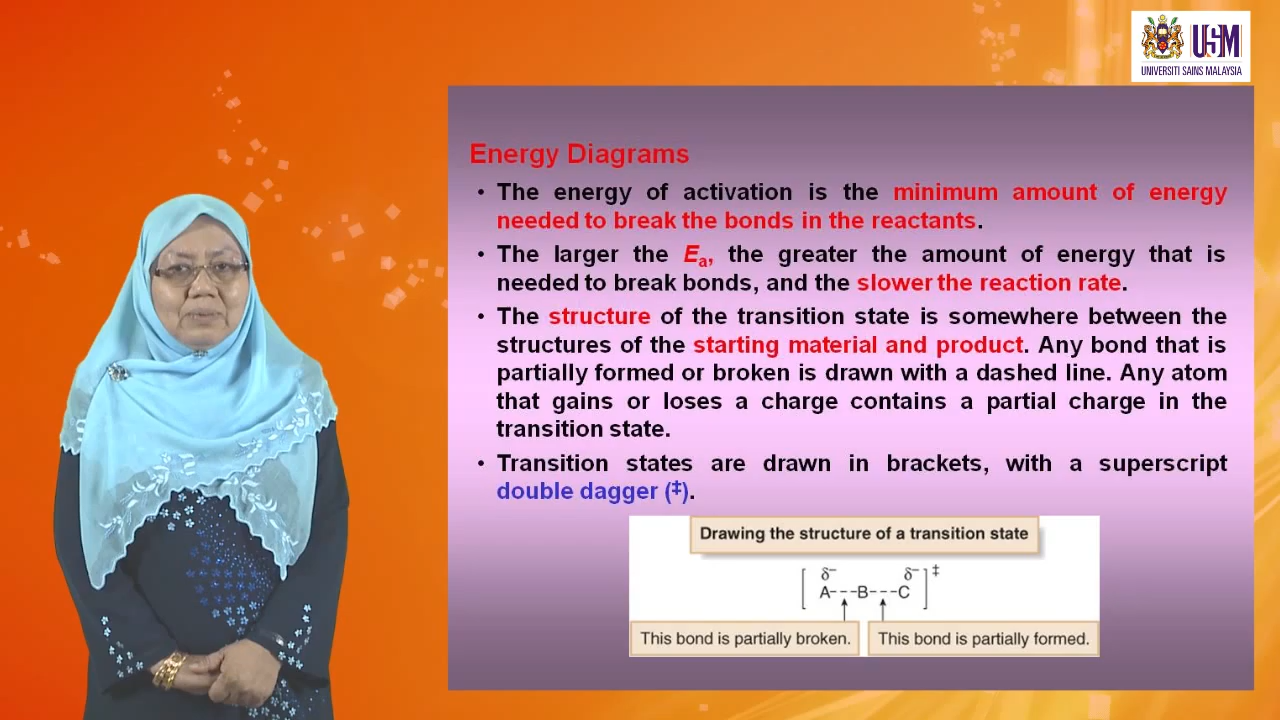 USM
UNIVERSITI SAINS MALAYSIA
Energy Diagrams
• The energy of activation is the minimum amount of energy
needed to break the bonds in the reactants.
• The larger the Ea, the greater the amount of energy that is
needed to break bonds, and the slower the reaction rate.
• The structure of the transition state is somewhere between the
structures of the starting material and product. Any bond that is
partially formed or broken is drawn with a dashed line. Any atom
that gains or loses a charge contains a partial charge in the
transition state.
• Transition states are drawn in brackets, with a superscript
double dagger (‡).
Drawing the structure of a transition state
δ− δ− ‡
[A---B---C]
This bond is partially broken. This bond is partially formed.